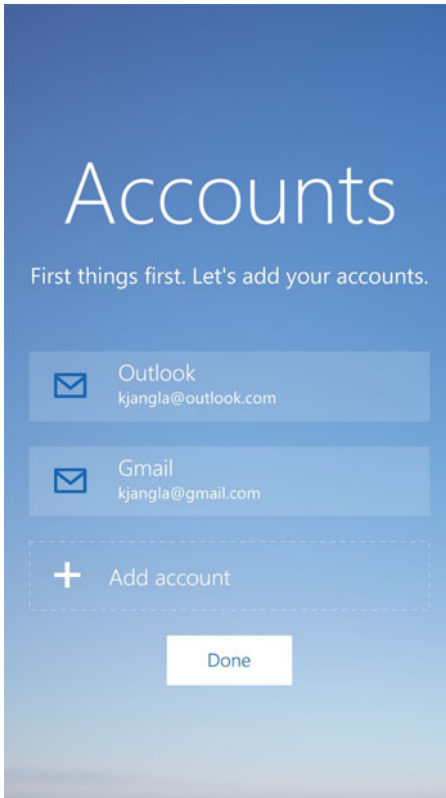 Accounts
First things first. Let's add your accounts.
Outlook
kjangla@outlook.com
Gmail
kjangla@gmail.com
Add account
Done